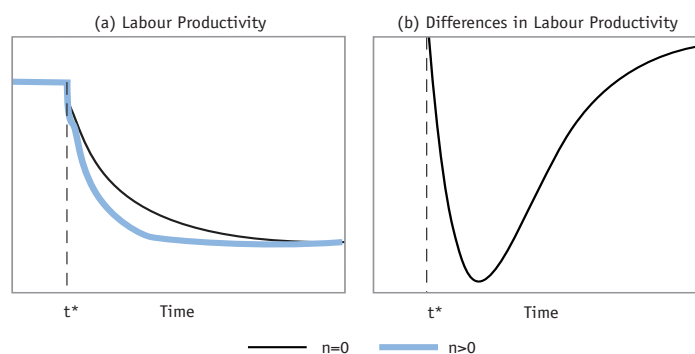 (a) Labour Productivity
(b) Differences in Labour Productivity
t* Time
t* Time
n=0 n>0